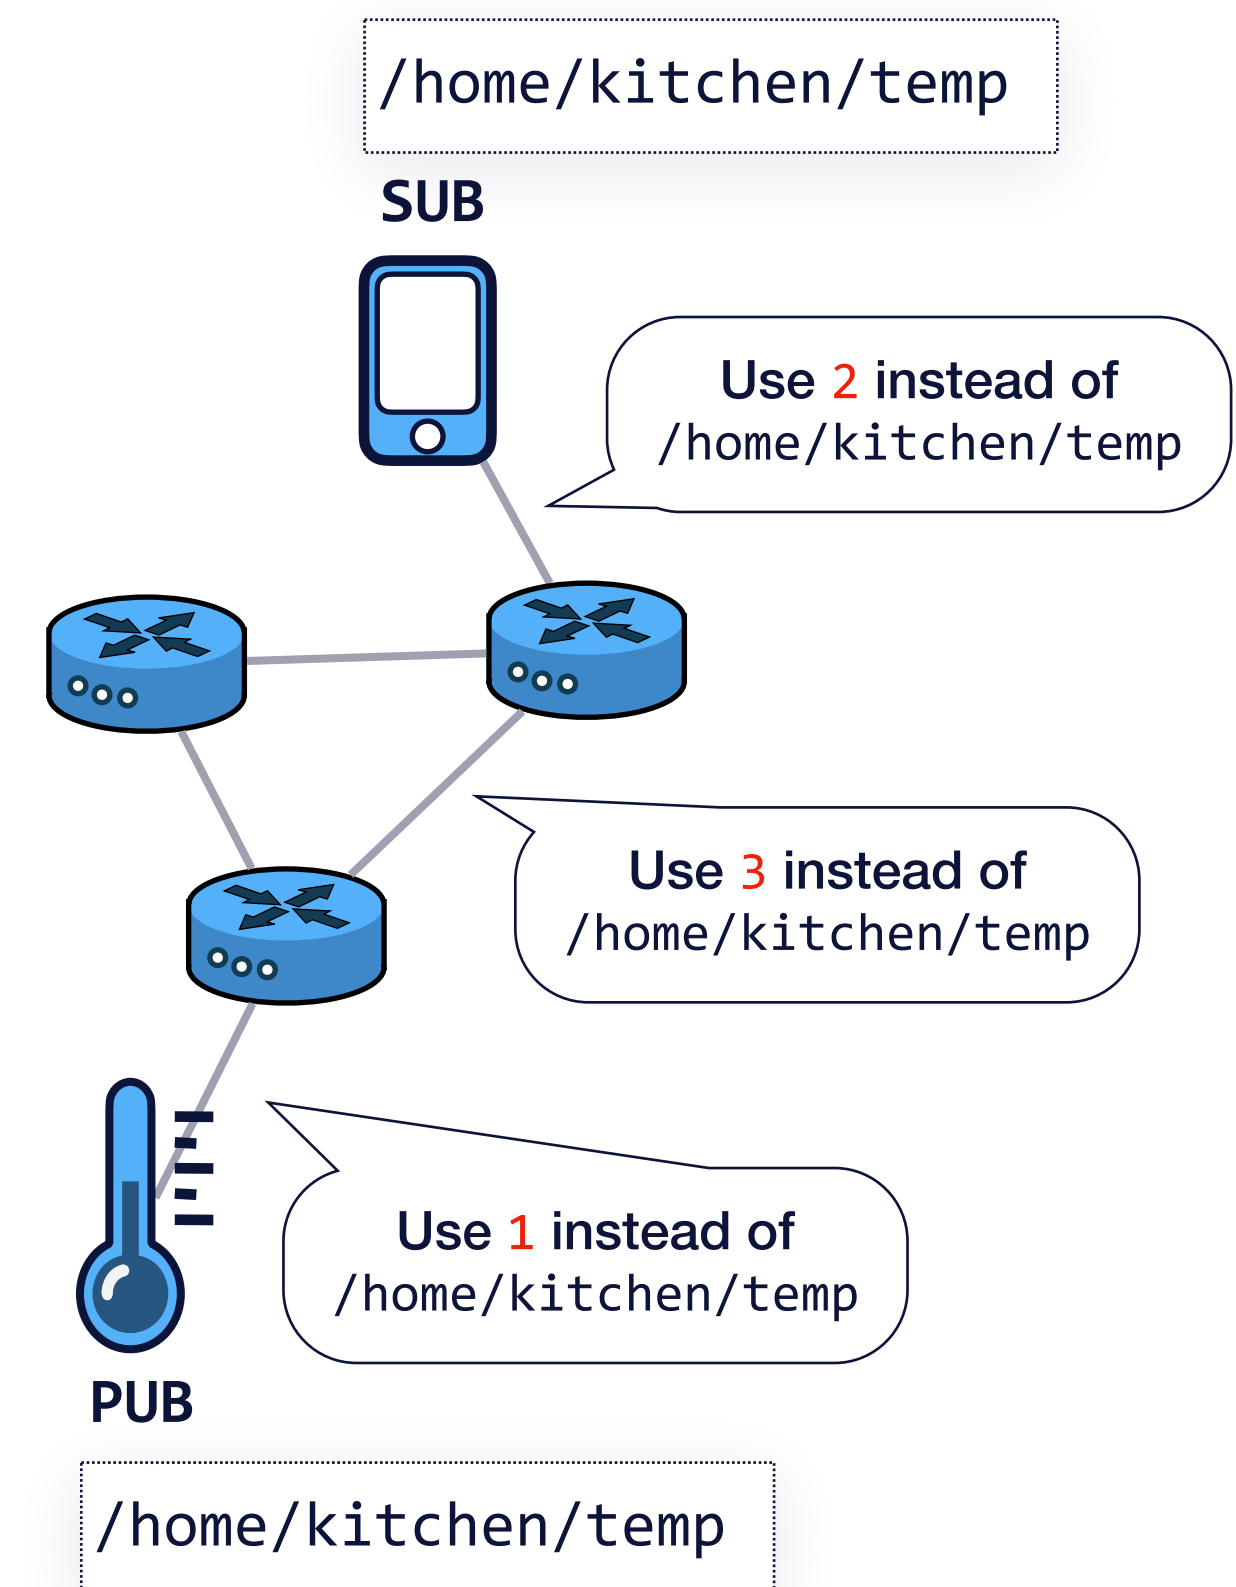 /home/kitchen/temp
SUB
Use 2 instead of
/home/kitchen/temp
Use 3 instead of
/home/kitchen/temp
Use 1 instead of
/home/kitchen/temp
PUB
/home/kitchen/temp